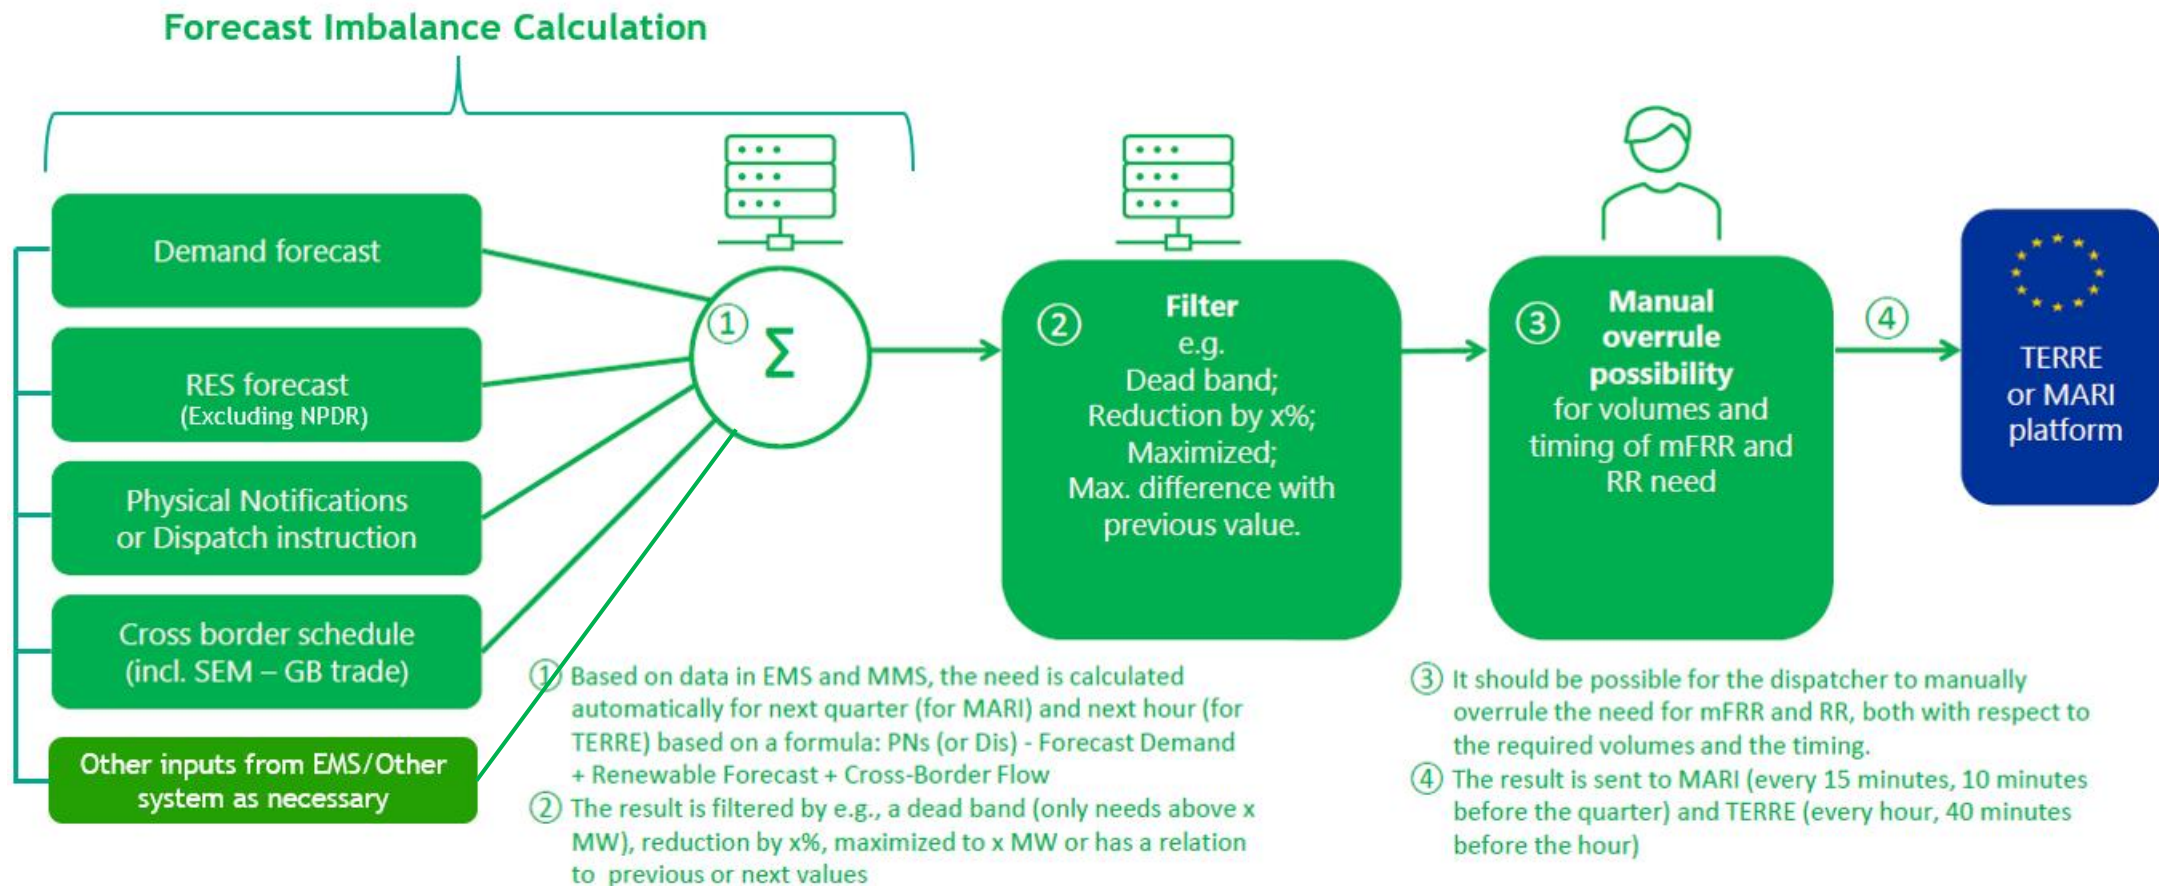 Forecast Imbalance Calculation
Demand forecast
RES forecast
(Excluding NPDR)
Physical Notifications
or Dispatch instruction
Cross border schedule
(incl. SEM – GB trade)
Other inputs from EMS/Other
system as necessary
① Σ
② Filter
e.g.
Dead band;
Reduction by x%;
Maximized;
Max. difference with
previous value.
③ Manual
overrule
possibility
for volumes and
timing of mFRR and
RR need
④
TERRE
or MARI
platform
① Based on data in EMS and MMS, the need is calculated
automatically for next quarter (for MARI) and next hour (for
TERRE) based on a formula: PNs (or Dis) - Forecast Demand
+ Renewable Forecast + Cross-Border Flow
② The result is filtered by e.g., a dead band (only needs above x
MW), reduction by x%, maximized to x MW or has a relation
to previous or next values
③ It should be possible for the dispatcher to manually
overrule the need for mFRR and RR, both with respect to
the required volumes and the timing.
④ The result is sent to MARI (every 15 minutes, 10 minutes
before the quarter) and TERRE (every hour, 40 minutes
before the hour)